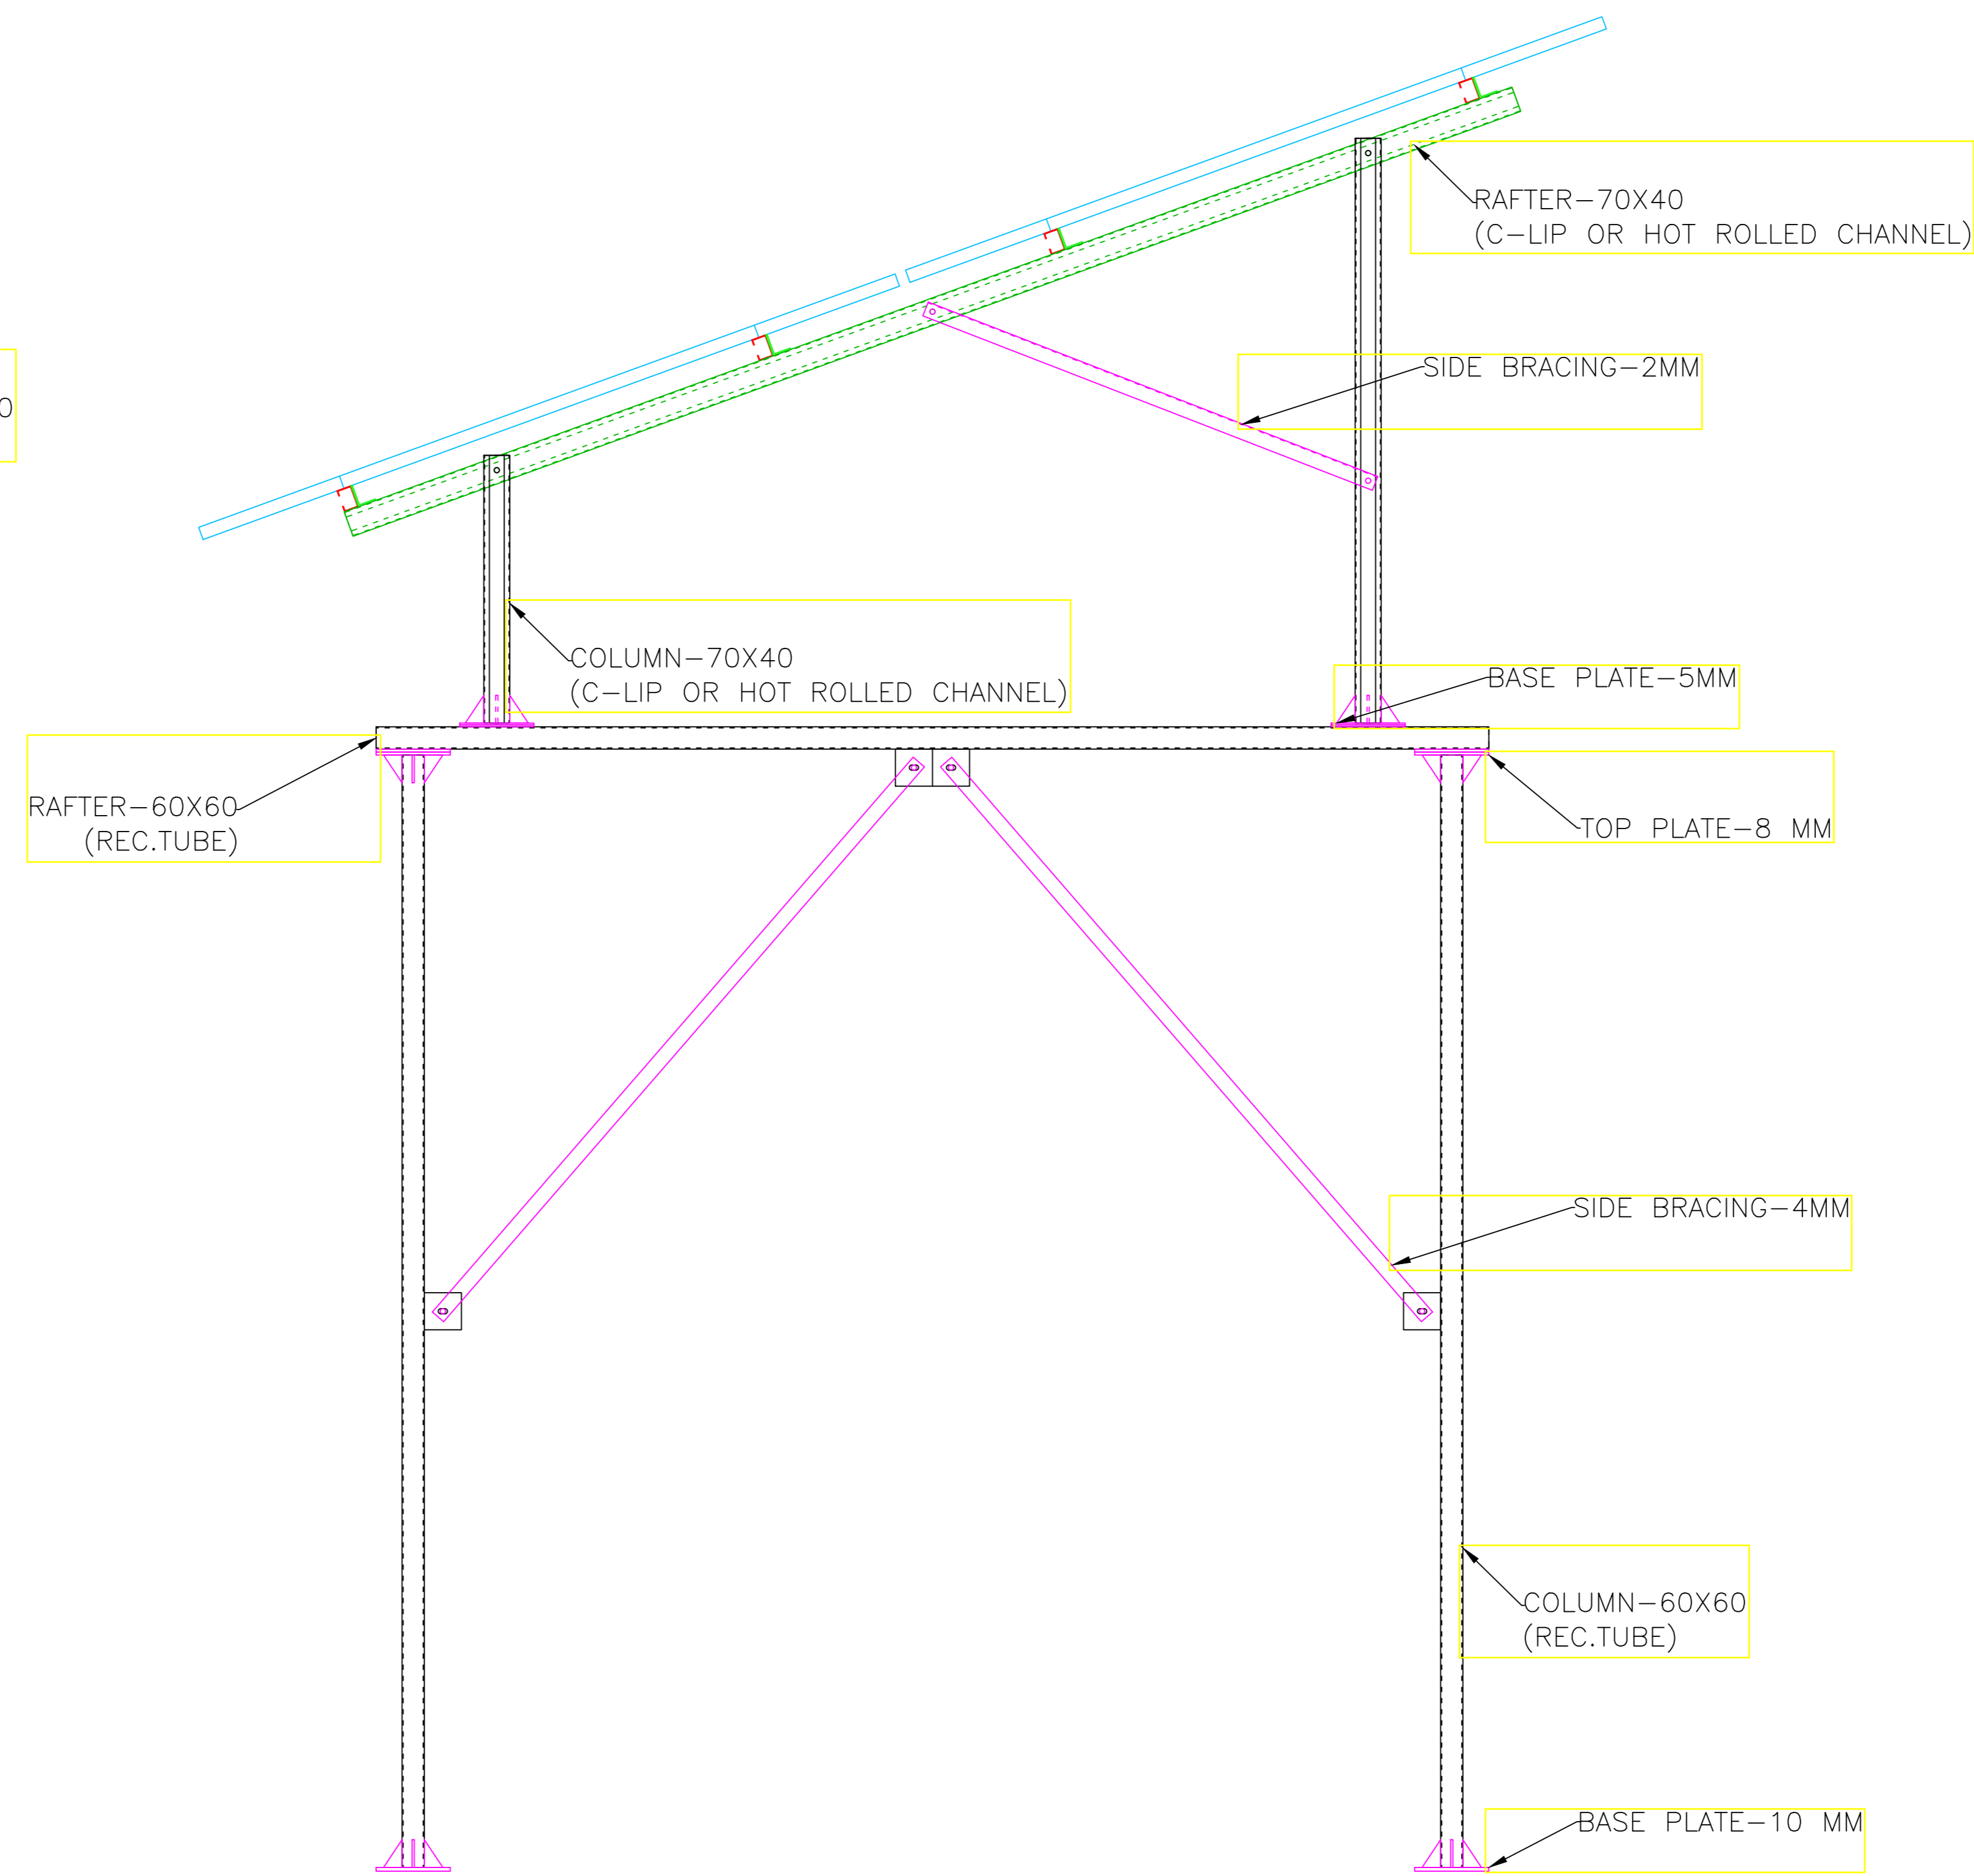 RAFTER-70X40
(C-LIP OR HOT ROLLED CHANNEL)
SIDE BRACING-2MM
0
COLUMN-70X40
(C-LIP OR HOT ROLLED CHANNEL)
BASE PLATE-5MM
RAFTER-60X60
(REC.TUBE)
TOP PLATE-8 MM
SIDE BRACING-4MM
COLUMN-60X60
(REC.TUBE)
BASE PLATE-10 MM